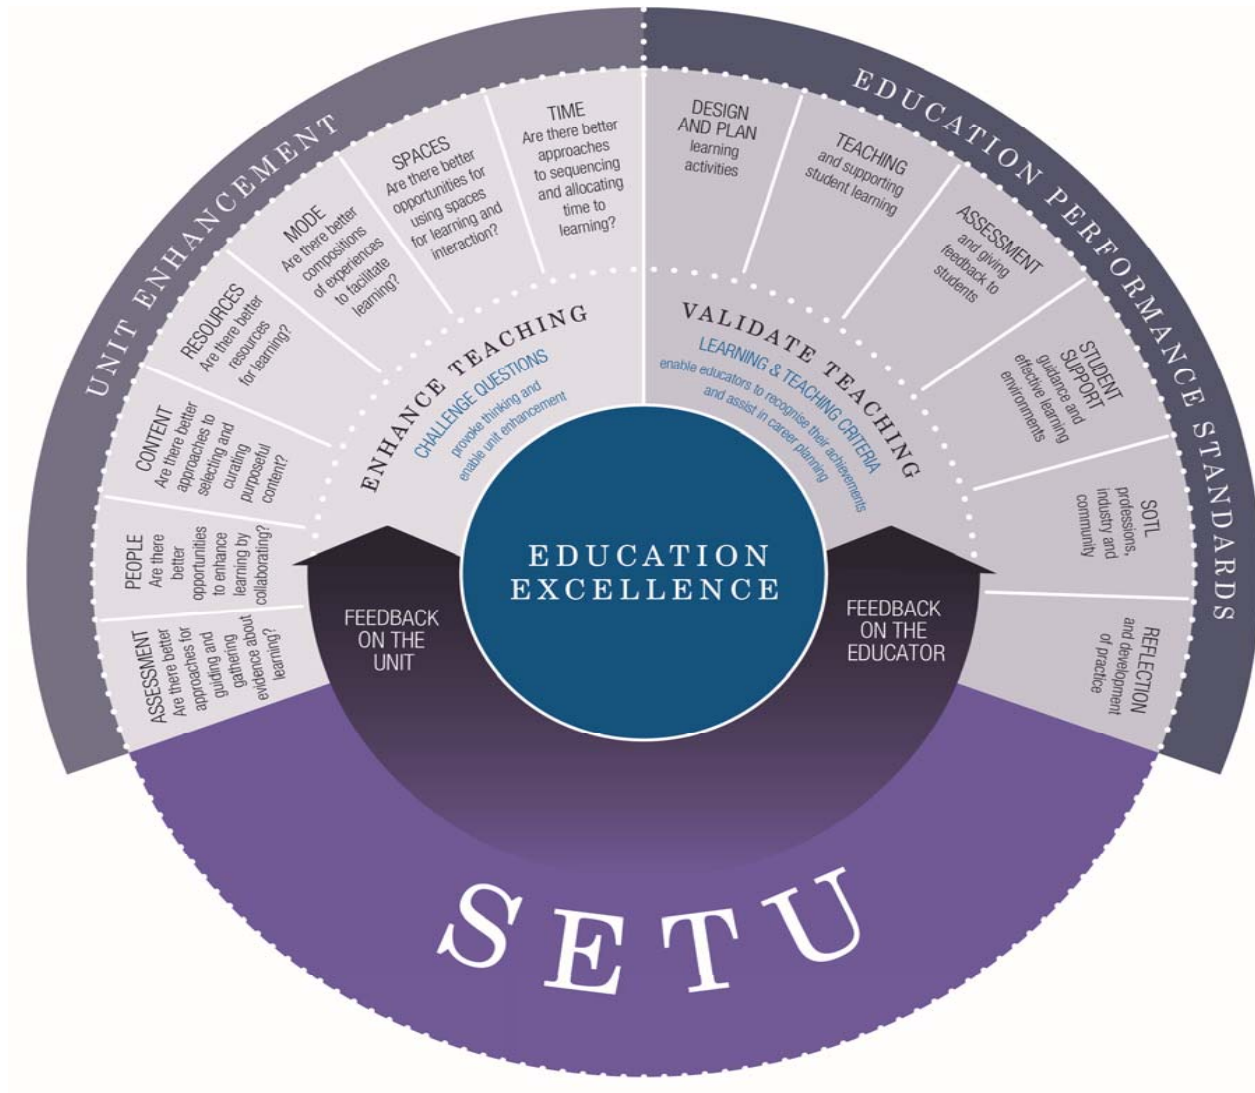 UNIT ENHANCEMENT
EDUCATION PERFORMANCE STANDARDS
ASSESSMENT
Are there better
approaches for
guiding and
gathering
evidence about
learning?
PEOPLE
Are there
better
opportunities
to enhance
learning by
collaborating?
CONTENT
Are there better
approaches to
selecting and
curating
purposeful
content?
RESOURCES
Are there better
resources
for learning?
MODE
Are there better
compositions
of experiences
to facilitate
learning?
SPACES
Are there better
opportunities for
using spaces
for learning and
interaction?
TIME
Are there better
approaches
to sequencing
and allocating
time to
learning?
DESIGN
AND PLAN
learning
activities
TEACHING
and supporting
student learning
ASSESSMENT
and giving
feedback to
students
STUDENT
SUPPORT
guidance and
effective learning
environments
SOTL
professions,
industry and
community
REFLECTION
and development
of practice
ENHANCE TEACHING
CHALLENGE QUESTIONS
provoke thinking and
enable unit enhancement
VALIDATE TEACHING
LEARNING & TEACHING CRITERIA
enable educators to recognise their achievements
and assist in career planning
EDUCATION
EXCELLENCE
FEEDBACK
ON THE
UNIT
FEEDBACK
ON THE
EDUCATOR
SETU